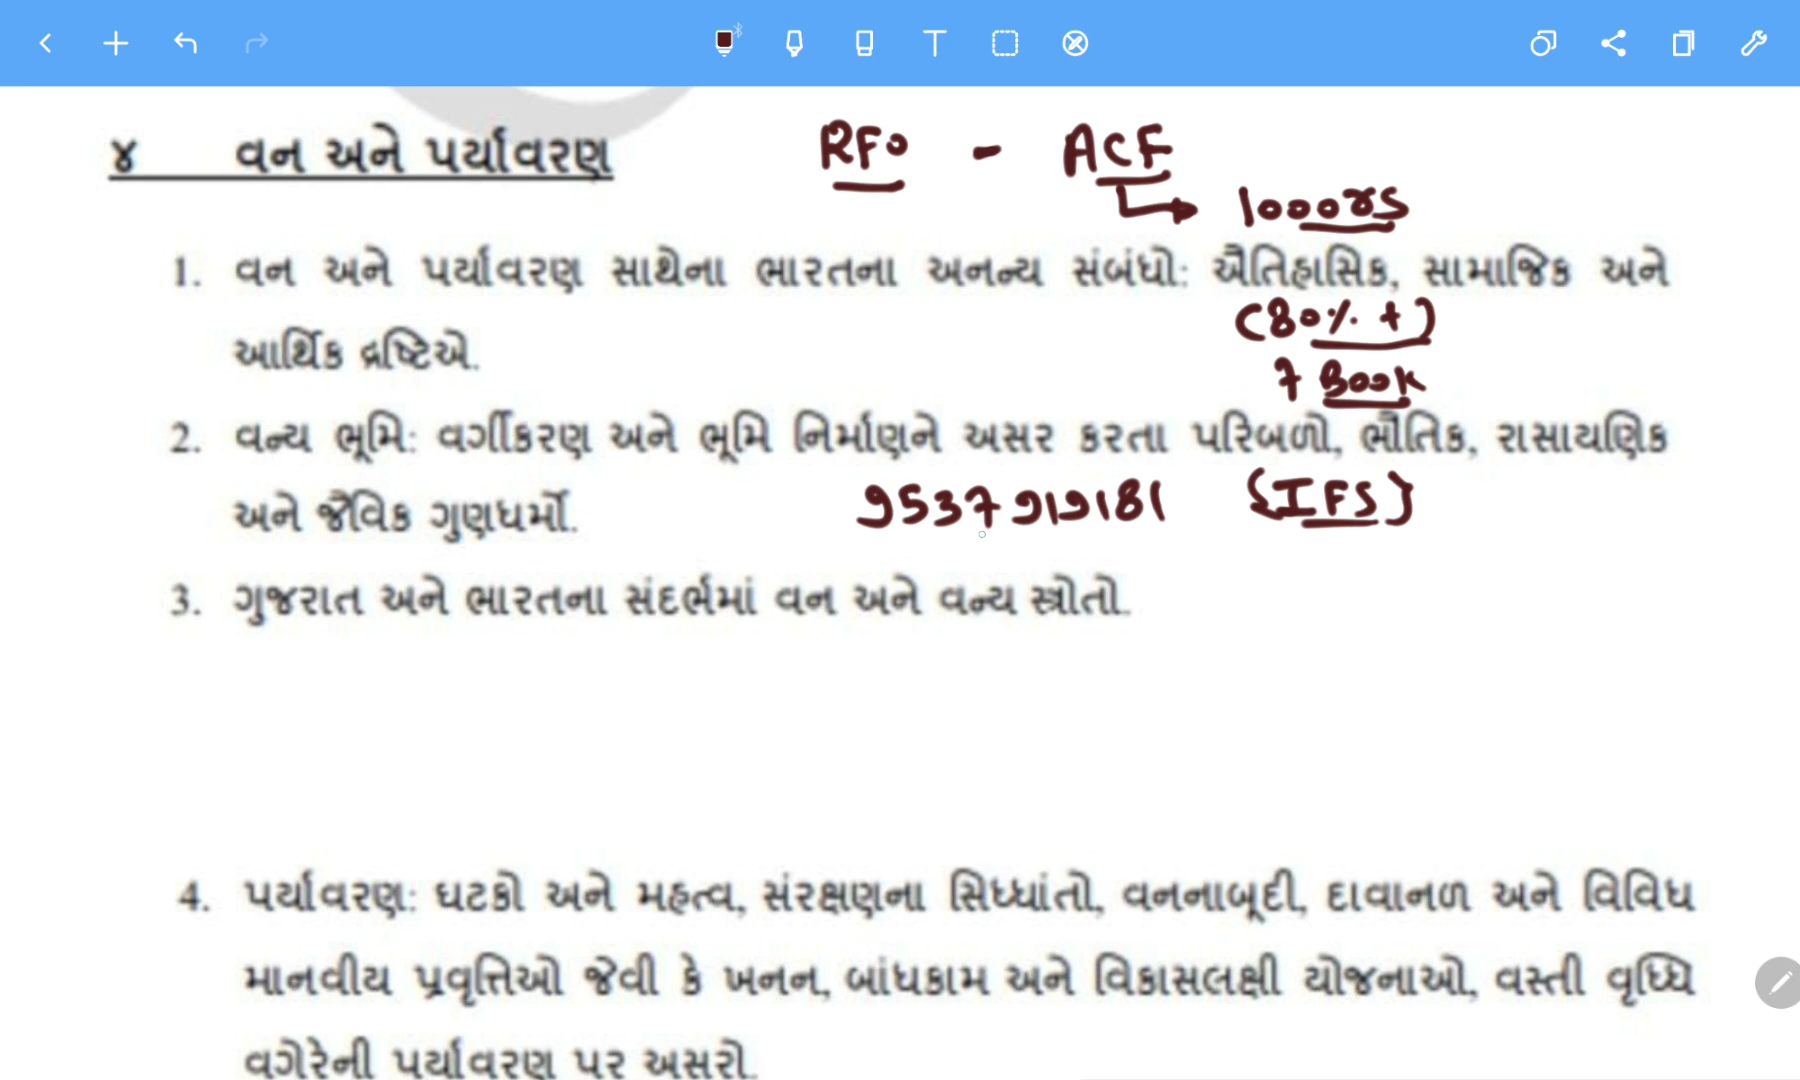 ૪ વન અને પર્યાવરણ
RFO - ACF
1000RS
1. વન અને પર્યાવરણ સાથેના ભારતના અનન્ય સંબંધો: ઐતિહાસિક, સામાજિક અને
(80% +)
આર્થિક દ્રષ્ટિએ.
7 Book
2. વન્ય ભૂમિ: વર્ગીકરણ અને ભૂમિ નિર્માણને અસર કરતા પરિબળો, ભૌતિક, રાસાયણિક
અને જૈવિક ગુણધર્મો.
9537919181 {IFS}
3. ગુજરાત અને ભારતના સંદર્ભમાં વન અને વન્ય સ્ત્રોતો.
4. પર્યાવરણ: ઘટકો અને મહત્વ, સંરક્ષણના સિધ્ધાંતો, વનનાબૂદી, દાવાનળ અને વિવિધ
માનવીય પ્રવૃત્તિઓ જેવી કે ખનન, બાંધકામ અને વિકાસલક્ષી યોજનાઓ, વસ્તી વૃધ્ધિ
વગેરેની પર્યાવરણ પર અસરો.